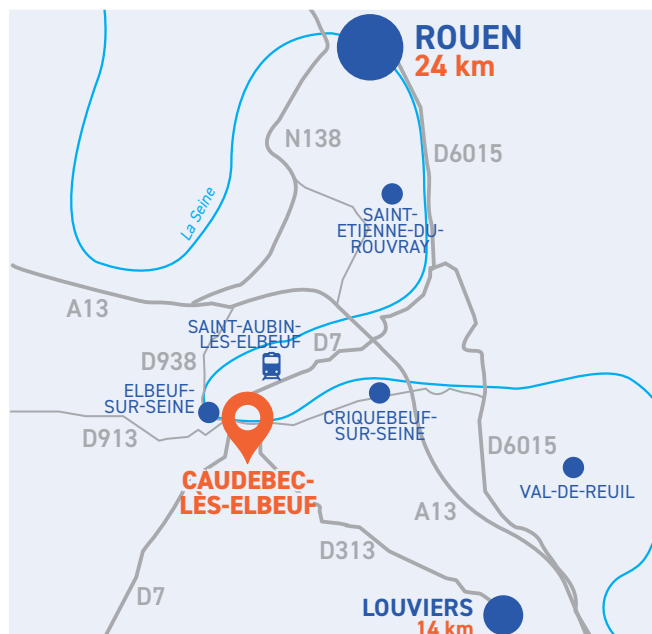 ROUEN
24 km
N138
D6015
La Seine
SAINT-
ETIENNE-DU-
ROUVRAY
A13
SAINT-AUBIN-
LÈS-ELBEUF
D7
D938
ELBEUF-
SUR-SEINE
CRIQUEBEUF-
SUR-SEINE
D913
D6015
CAUDEBEC-
LÈS-ELBEUF
VAL-DE-REUIL
A13
D313
D7
LOUVIERS
14 km